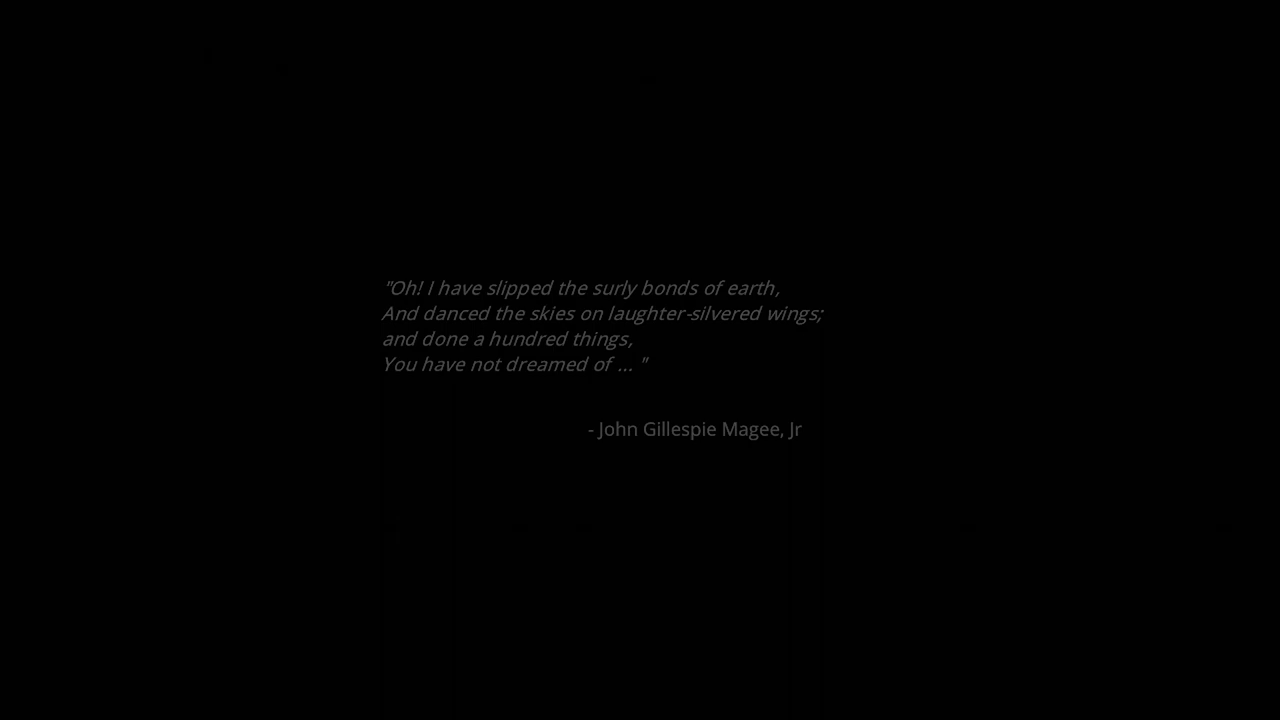 "Oh! I have slipped the surly bonds of earth,
And danced the skies on laughter-silvered wings;
and done a hundred things,
You have not dreamed of ... "
- John Gillespie Magee, Jr